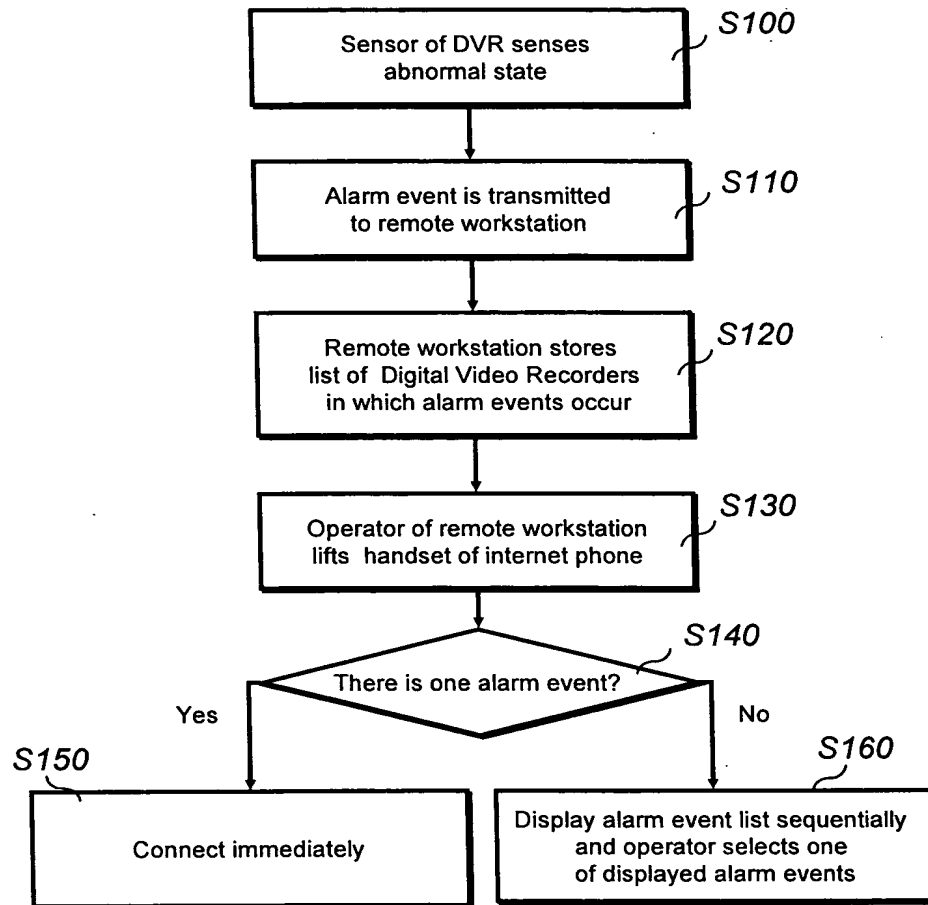 S100
Sensor of DVR senses
abnormal state
S110
Alarm event is transmitted
to remote workstation
S120
Remote workstation stores
list of Digital Video Recorders
in which alarm events occur
S130
Operator of remote workstation
lifts handset of internet phone
S140
There is one alarm event?
Yes
No
S150
Connect immediately
S160
Display alarm event list sequentially
and operator selects one
of displayed alarm events